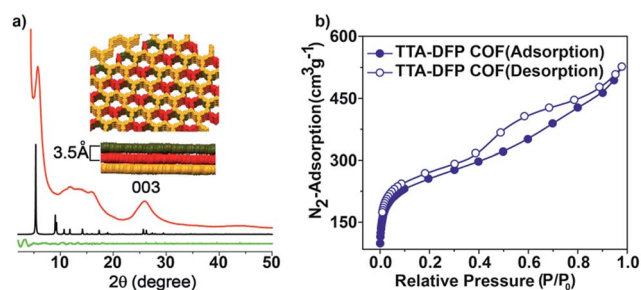 a)
3.5Å
003
10 20 30 40 50
2θ (degree)
b)
TTA-DFP COF(Adsorption)
TTA-DFP COF(Desorption)
N2-Adsorption(cm³g⁻¹)
450
300
150
0.0 0.2 0.4 0.6 0.8 1.0
Relative Pressure (P/P0)